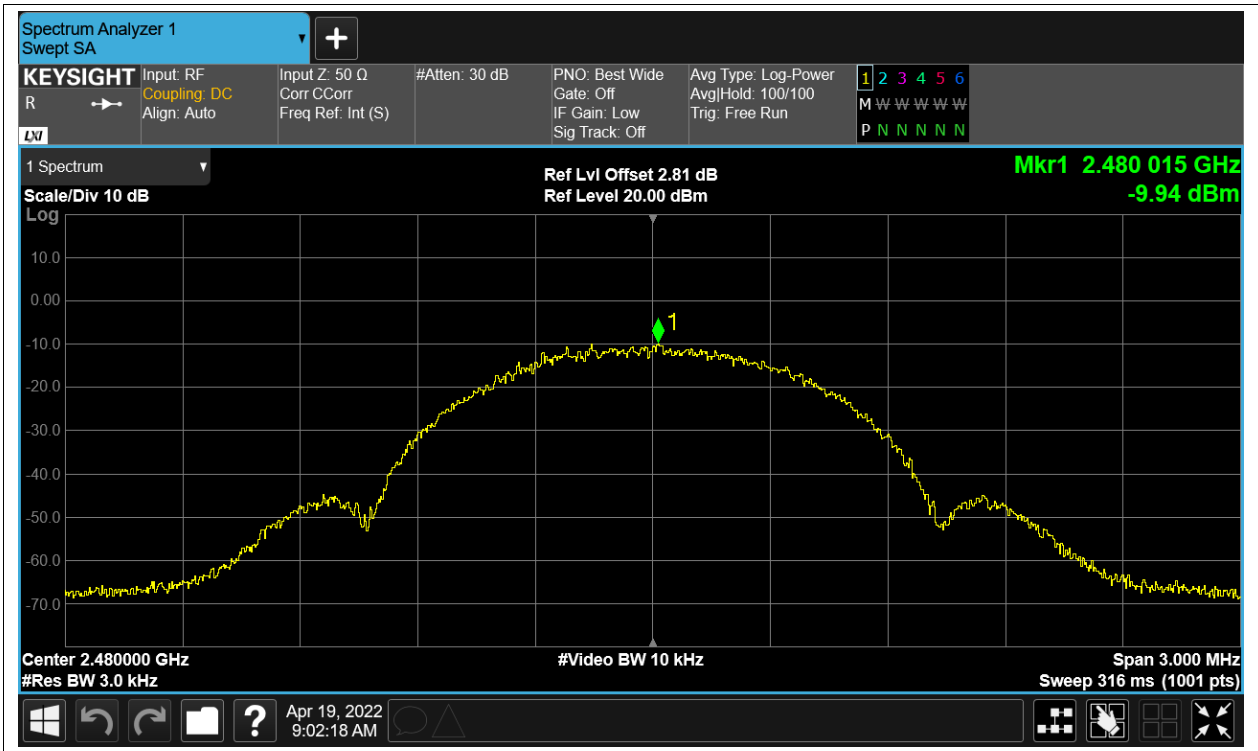 Spectrum Analyzer 1
Swept SA
+
KEYSIGHT
R
LXI
Input: RF
Coupling: DC
Align: Auto
Input Z: 50 Ω
Corr CCorr
Freq Ref: Int (S)
#Atten: 30 dB
PNO: Best Wide
Gate: Off
IF Gain: Low
Sig Track: Off
Avg Type: Log-Power
Avg|Hold: 100/100
Trig: Free Run
1 2 3 4 5 6
M W W W W W W
P N N N N N N
1 Spectrum
Scale/Div 10 dB
Log
Ref Lvl Offset 2.81 dB
Ref Level 20.00 dBm
Mkr1 2.480 015 GHz
-9.94 dBm
10.0
0.00
-10.0
-20.0
-30.0
-40.0
-50.0
-60.0
-70.0
1
Center 2.480000 GHz
#Res BW 3.0 kHz
#Video BW 10 kHz
Span 3.000 MHz
Sweep 316 ms (1001 pts)
?
Apr 19, 2022
9:02:18 AM